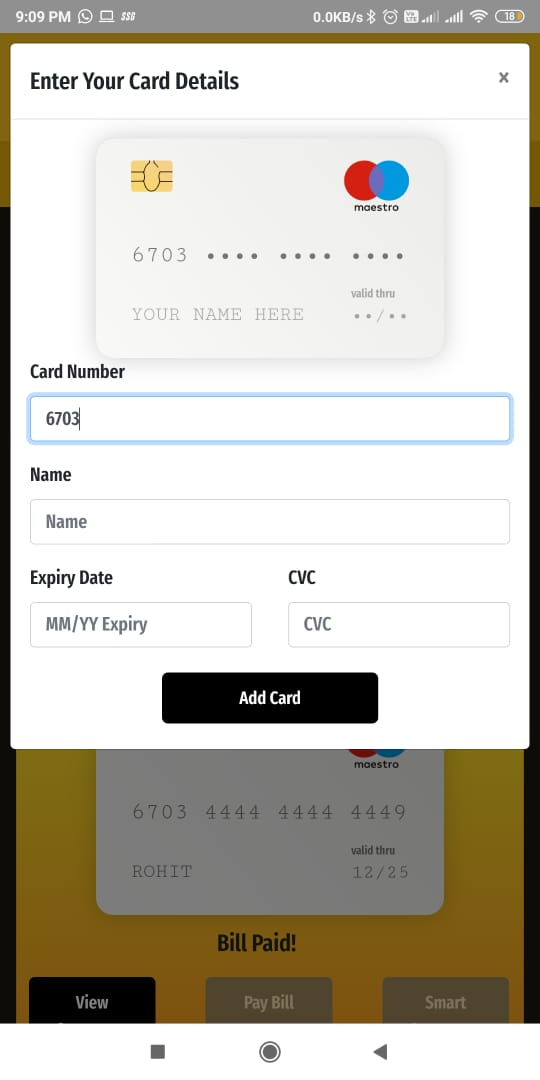 9:09 PM
0.0KB/s
18
Enter Your Card Details
×
maestro
6703 •••• •••• ••••
valid thru
YOUR NAME HERE
••/••
Card Number
6703
Name
Name
Expiry Date
CVC
MM/YY Expiry
CVC
Add Card
maestro
6703 4444 4444 4449
valid thru
ROHIT
12/25
Bill Paid!
View
Pay Bill
Smart